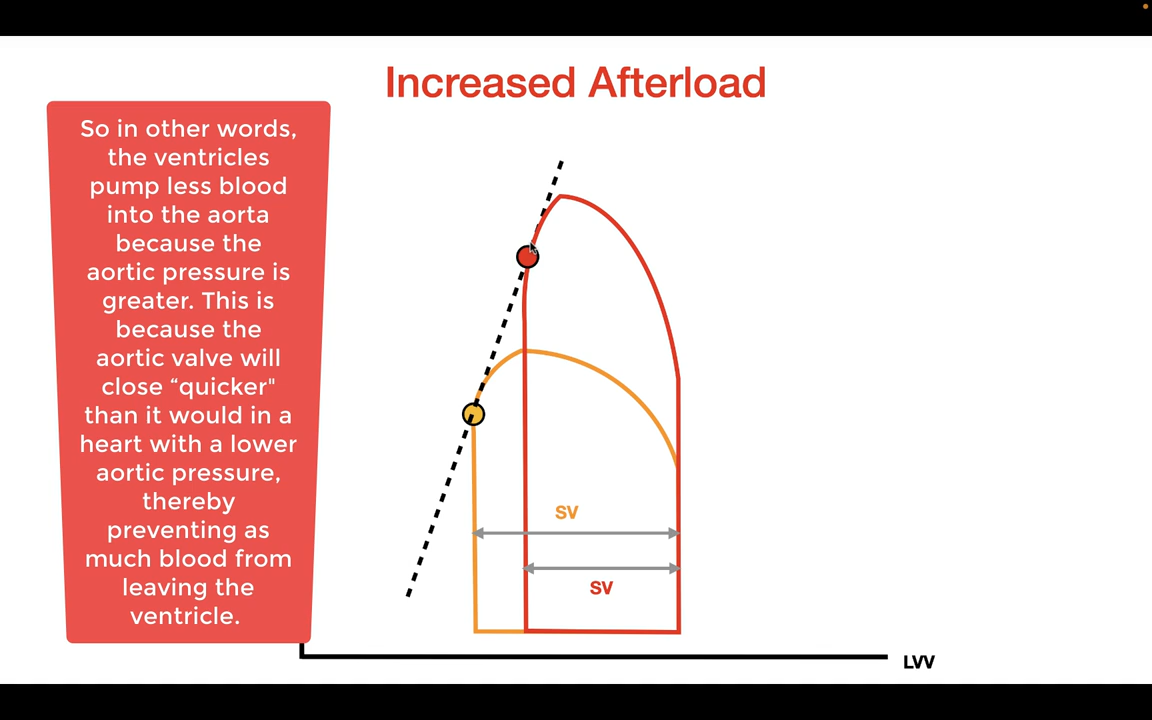 Increased Afterload
So in other words,
the ventricles
pump less blood
into the aorta
because the
aortic pressure is
greater. This is
because the
aortic valve will
close “quicker"
than it would in a
heart with a lower
aortic pressure,
thereby
preventing as
much blood from
leaving the
ventricle.
SV
SV
LVV